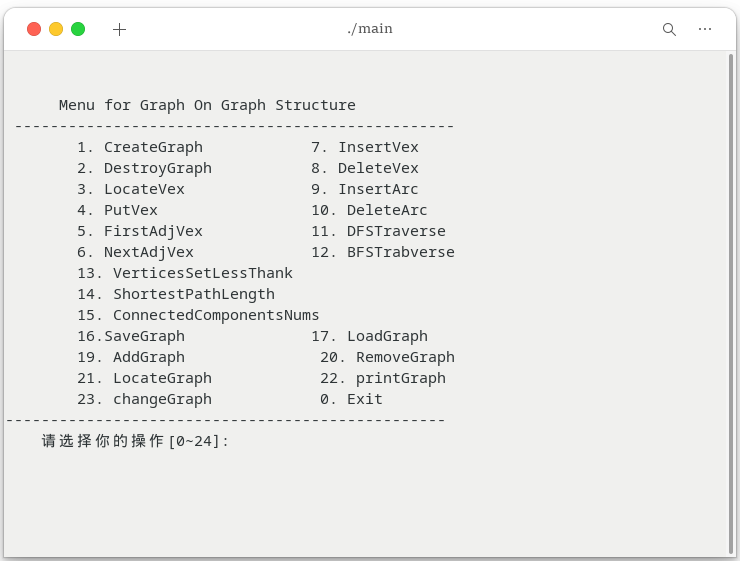 ./main
Menu for Graph On Graph Structure
-------------------------------------------------
1. CreateGraph 7. InsertVex
2. DestroyGraph 8. DeleteVex
3. LocateVex 9. InsertArc
4. PutVex 10. DeleteArc
5. FirstAdjVex 11. DFSTraverse
6. NextAdjVex 12. BFSTrabverse
13. VerticesSetLessThank
14. ShortestPathLength
15. ConnectedComponentsNums
16.SaveGraph 17. LoadGraph
19. AddGraph 20. RemoveGraph
21. LocateGraph 22. printGraph
23. changeGraph 0. Exit
-------------------------------------------------
请选择你的操作[0~24]: